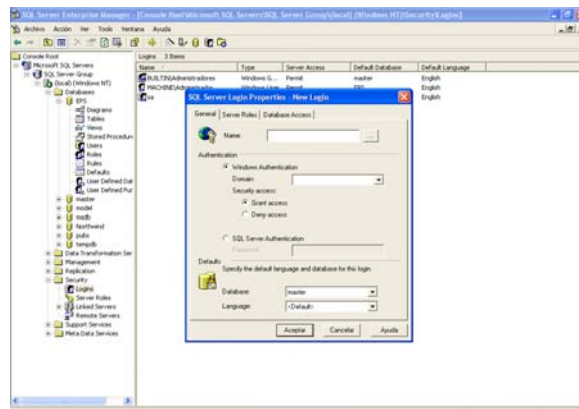 SQL Server Enterprise Manager - [Console Root\Microsoft SQL Servers\SQL Server Group\(local) (Windows NT)\Security\Logins]
Archivo Acción Ver Tools Ventana Ayuda
Console Root
Microsoft SQL Servers
SQL Server Group
(local) (Windows NT)
Databases
EPS
Diagrams
Tables
Views
Stored Procedur
Users
Roles
Rules
Defaults
User Defined Dat
User Defined Fun
master
model
msdb
Northwind
pubs
tempdb
Data Transformation Ser
Management
Replication
Security
Logins
Server Roles
Linked Servers
Remote Servers
Support Services
Meta Data Services
Logins 3 Items
Name Type Server Access Default Database Default Language
BUILTIN\Administradores Windows G... Permit master English
Windows User Permit EPS English
sa English
SQL Server Login Properties - New Login
General Server Roles Database Access
Name:
...
Authentication
Windows Authentication
Domain:
Security access:
Grant access
Deny access
SQL Server Authentication
Password:
Defaults
Specify the default language and database for this login.
Database: master
Language: <Default>
Aceptar Cancelar Ayuda